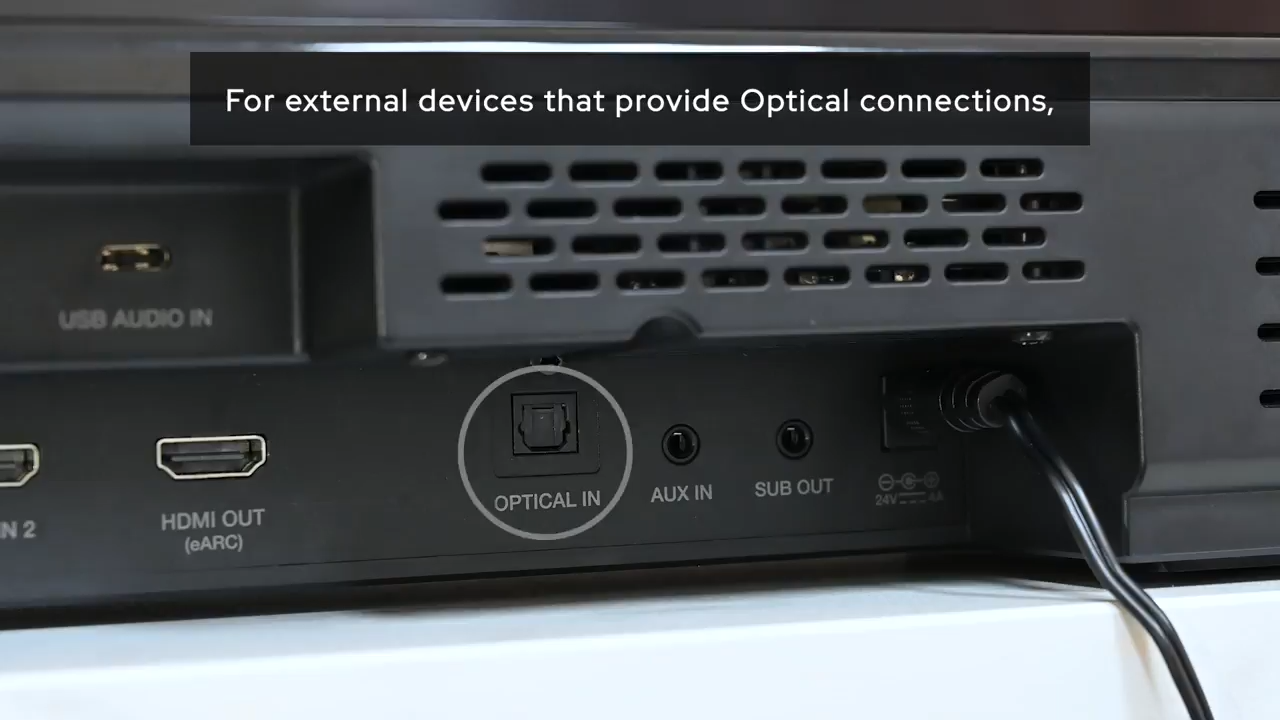 For external devices that provide Optical connections,
USB AUDIO IN
IN 2
HDMI OUT
(eARC)
OPTICAL IN
AUX IN
SUB OUT
24V 4A